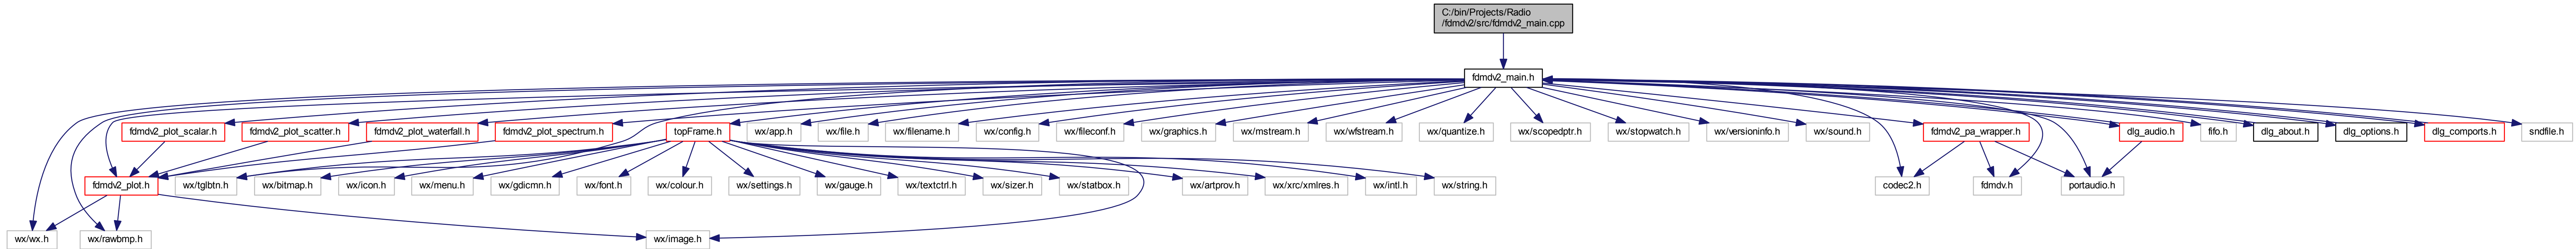 C:/bin/Projects/Radio
/fdmdv2/src/fdmdv2_main.cpp
fdmdv2_main.h
fdmdv2_plot_scalar.h
fdmdv2_plot_scatter.h
fdmdv2_plot_waterfall.h
fdmdv2_plot_spectrum.h
topFrame.h
wx/app.h
wx/file.h
wx/filename.h
wx/config.h
wx/fileconf.h
wx/graphics.h
wx/mstream.h
wx/wfstream.h
wx/quantize.h
wx/scopedptr.h
wx/stopwatch.h
wx/versioninfo.h
wx/sound.h
fdmdv2_pa_wrapper.h
dlg_audio.h
fifo.h
dlg_about.h
dlg_options.h
dlg_comports.h
sndfile.h
fdmdv2_plot.h
wx/tglbtn.h
wx/bitmap.h
wx/icon.h
wx/menu.h
wx/gdicmn.h
wx/font.h
wx/colour.h
wx/settings.h
wx/gauge.h
wx/textctrl.h
wx/sizer.h
wx/statbox.h
wx/artprov.h
wx/xrc/xmlres.h
wx/intl.h
wx/string.h
codec2.h
fdmdv.h
portaudio.h
wx/wx.h
wx/rawbmp.h
wx/image.h